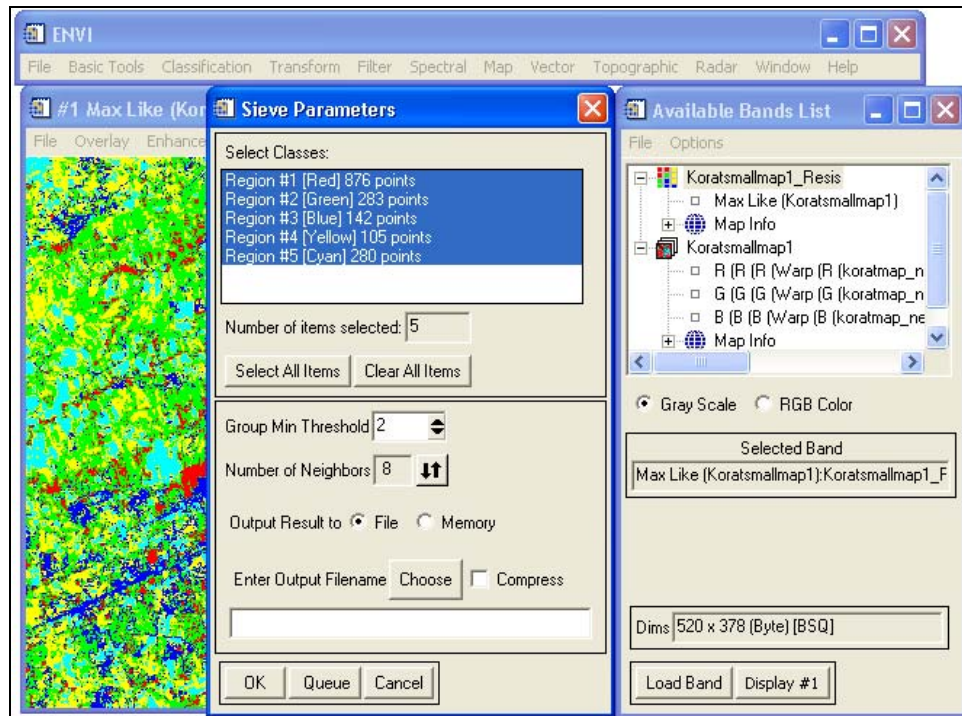 ENVI
File Basic Tools Classification Transform Filter Spectral Map Vector Topographic Radar Window Help
#1 Max Like (Kor
File Overlay Enhance
Sieve Parameters
Select Classes:
Region #1 [Red] 876 points
Region #2 [Green] 283 points
Region #3 [Blue] 142 points
Region #4 [Yellow] 105 points
Region #5 [Cyan] 280 points
Number of items selected: 5
Select All Items Clear All Items
Group Min Threshold 2
Number of Neighbors 8
Output Result to File Memory
Enter Output Filename Choose Compress
OK Queue Cancel
Available Bands List
File Options
Koratsmallmap1_Resis
Max Like (Koratsmallmap1)
Map Info
Koratsmallmap1
R (R (R (Warp (R (koratmap_n
G (G (G (Warp (G (koratmap_n
B (B (B (Warp (B (koratmap_ne
Map Info
Gray Scale RGB Color
Selected Band
Max Like (Koratsmallmap1):Koratsmallmap1_F
Dims 520 x 378 (Byte) [BSQ]
Load Band Display #1